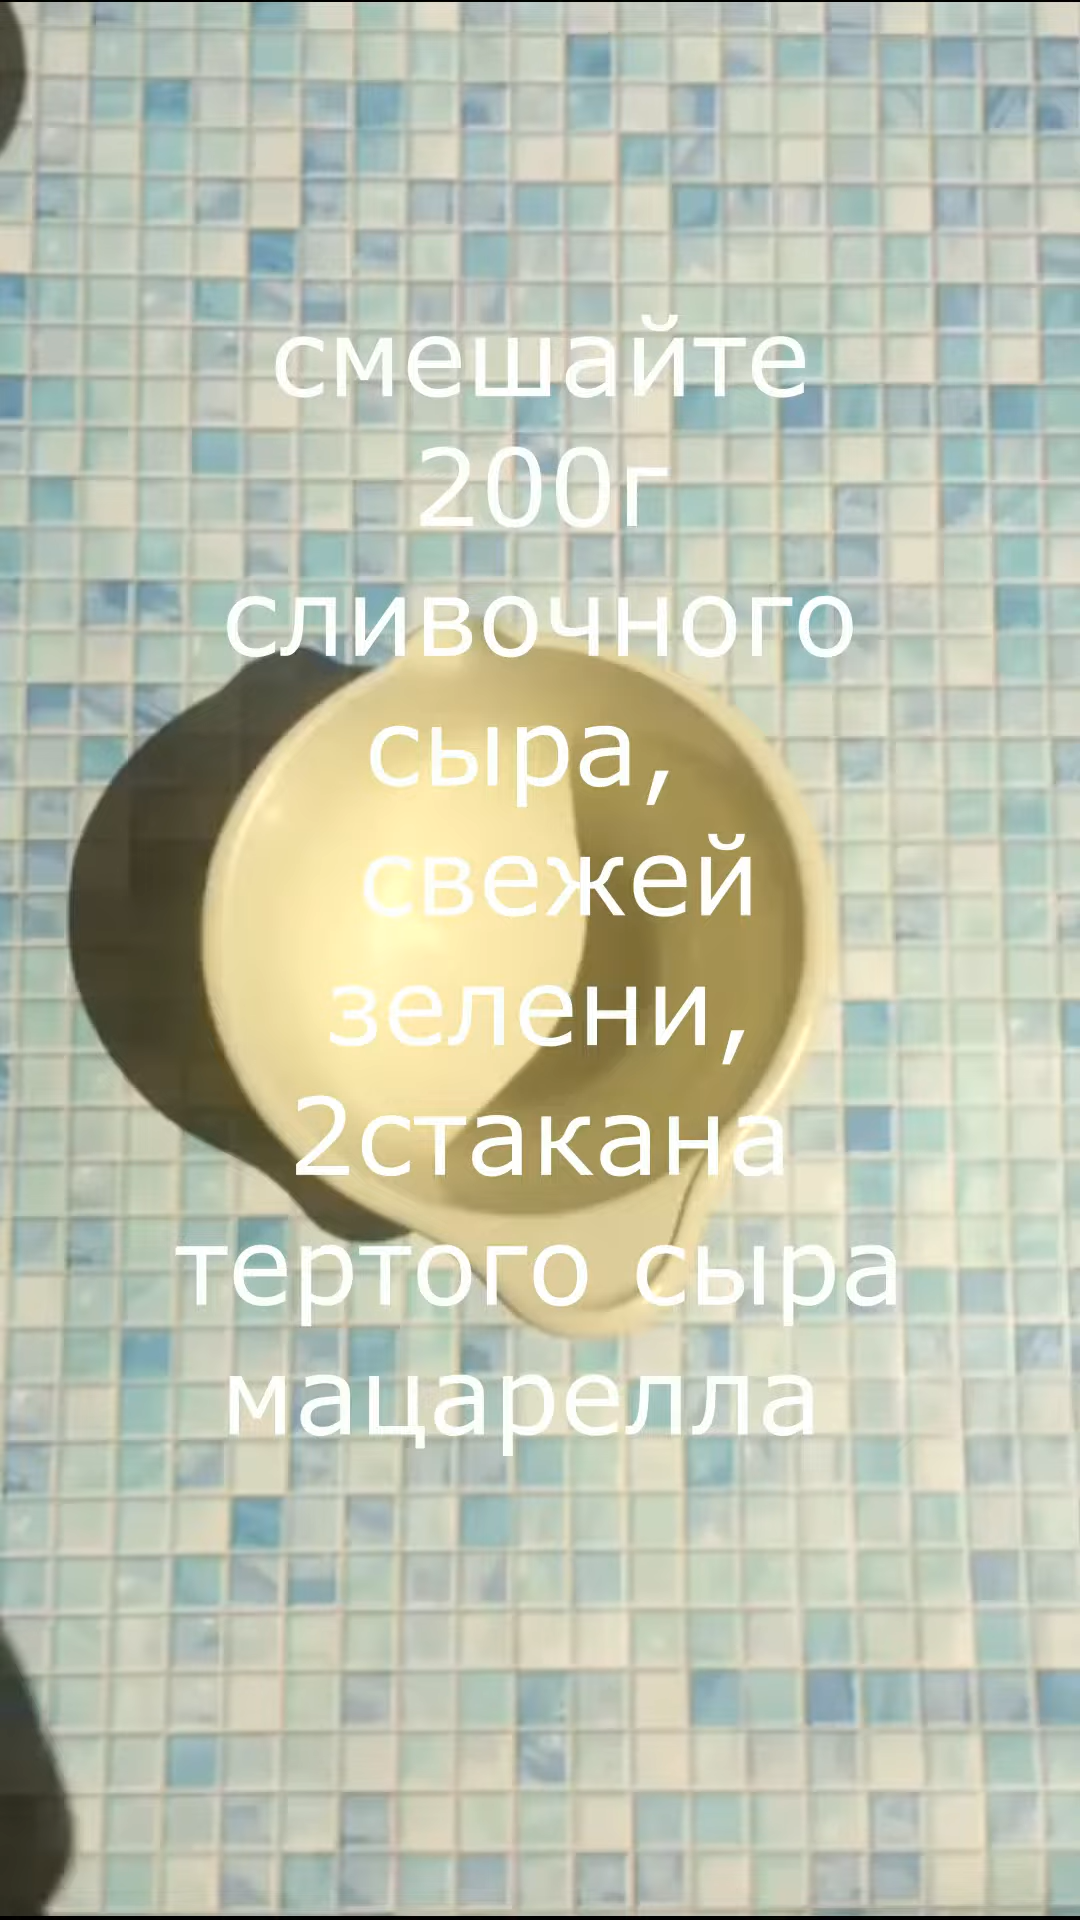 смешайте
200г
сливочного
сыра,
свежей
зелени,
2стакана
тертого сыра
мацарелла